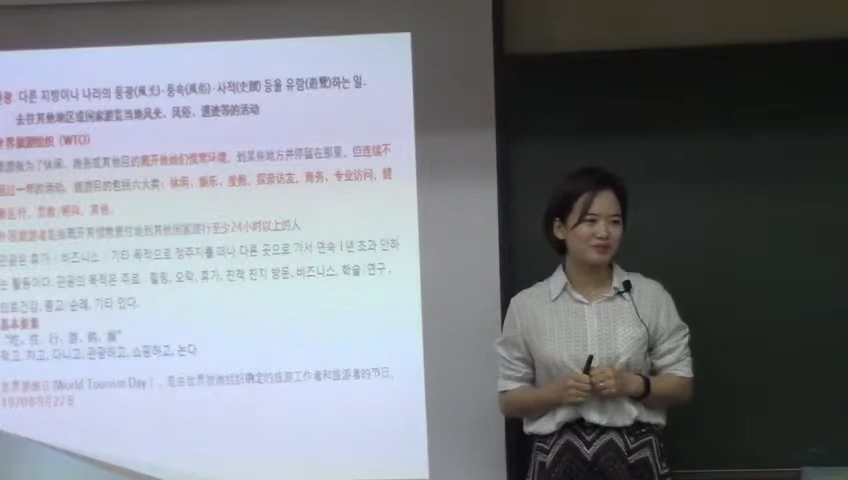 관광: 다른 지방이나 나라의 풍광(風光)·풍속(風俗)·사적(史蹟) 등을 유람(遊覽)하는 일.
去往其他地区或国家游览当地风光、风俗、遗迹等的活动
世界旅游组织 (WTO)
旅游指为了休闲、商务或其他目的离开他她们惯常环境，到某些地方并停留在那里，但连续不
超过一年的活动。旅游目的包括六大类：休闲、娱乐、度假，探亲访友，商务、专业访问，健
康医疗，宗教/朝拜，其他。
离开其惯常居住地到其他国家旅行至少24小时以上的人
관광은 휴가 / 비즈니스 / 기타 목적으로 정주지를 떠나 다른 곳으로 가서 연속 1년 초과 안하
는 활동이다. 관광의 목적은 주로 : 힐링, 오락, 휴가, 친척 친지 방문, 비즈니스, 학술/연구,
의료건강, 종교/순례, 기타 있다.
基本要素
“吃、住、行、游、购、娱”
먹고, 자고, 다니고, 관광하고, 쇼핑하고, 논다
世界旅游日(World Tourism Day)，是由世界旅游组织确定的旅游工作者和旅游者的节日。